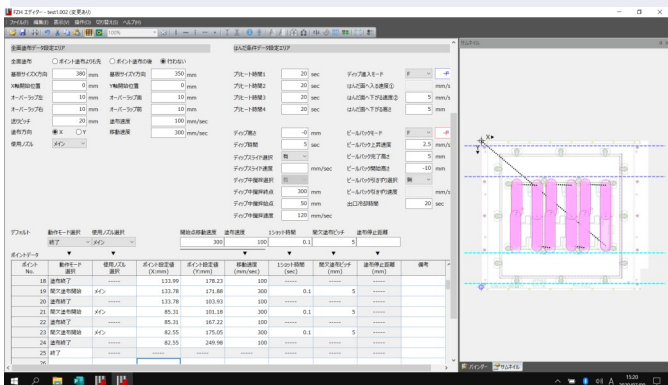 FZH エディター - test1.002 (変更あり)
ファイル(F) 編集(E) 表示(V) 操作(O) 切り替え(S) ヘルプ(H)
100%
全面塗布データ設定エリア
はんだ条件データ設定エリア
全面塗布 ポイント塗布よりも先 ポイント塗布の後 行わない
基板サイズX方向 380 mm 基板サイズY方向 350 mm
X軸開始位置 0 mm Y軸開始位置 0 mm
オーバーラップ左 10 mm オーバーラップ後 10 mm
オーバーラップ右 10 mm オーバーラップ前 10 mm
送りピッチ 20 mm 塗布速度 100 mm/sec
塗布方向 X Y 移動速度 300 mm/sec
使用ノズル メイン
プリヒート時間1 20 sec ディップ進入モード F
プリヒート時間2 20 sec はんだ面へ入る速度① mm/s
プリヒート時間3 20 sec はんだ面へ下がる速度② 5 mm/s
プリヒート時間4 20 sec はんだ面へ下がる高さ 5 mm
ディップ高さ -0 mm ピールバックモード F
ディップ時間 5 sec ピールバック上昇速度 2.5 mm/s
ディップスライド選択 無 ピールバック完了高さ 5 mm
ディップスライド速度 mm/sec ピールバック開始高さ -10 mm
ディップ中撹拌選択 有 ピールバック引きずり選択 無
ディップ中撹拌終点 300 mm ピールバック引きずり速度 mm/s
ディップ中撹拌始点 50 mm 出口冷却時間 20 sec
ディップ中撹拌速度 120 mm/sec
デフォルト 動作モード選択 使用ノズル選択 開始点移動速度 塗布速度 1ショット時間 間欠塗布ピッチ 塗布停止距離
終了 メイン 300 100 0.1 5
ポイントデータ
ポイント No. 動作モード 選択 使用ノズル 選択 ポイント設定値 (X:mm) ポイント設定値 (Y:mm) 移動速度 (mm/sec) 1ショット時間 (sec) 間欠塗布ピッチ (mm) 塗布停止距離 (mm) 備考
18 塗布終了 ----- 133.99 178.23 100 ----- ----- -----
19 間欠塗布開始 メイン 133.78 171.88 300 0.1 5
20 塗布終了 ----- 133.78 103.93 100 ----- ----- -----
21 間欠塗布開始 メイン 85.31 101.18 300 0.1 5
22 塗布終了 ----- 85.31 167.22 100 ----- ----- -----
23 間欠塗布開始 メイン 82.55 175.05 300 0.1 5
24 塗布終了 ----- 82.55 249.98 100 ----- ----- -----
25 終了 ----- ----- ----- ----- ----- ----- -----
26
サムネイル
X
Y
バインダー サムネイル
15:20